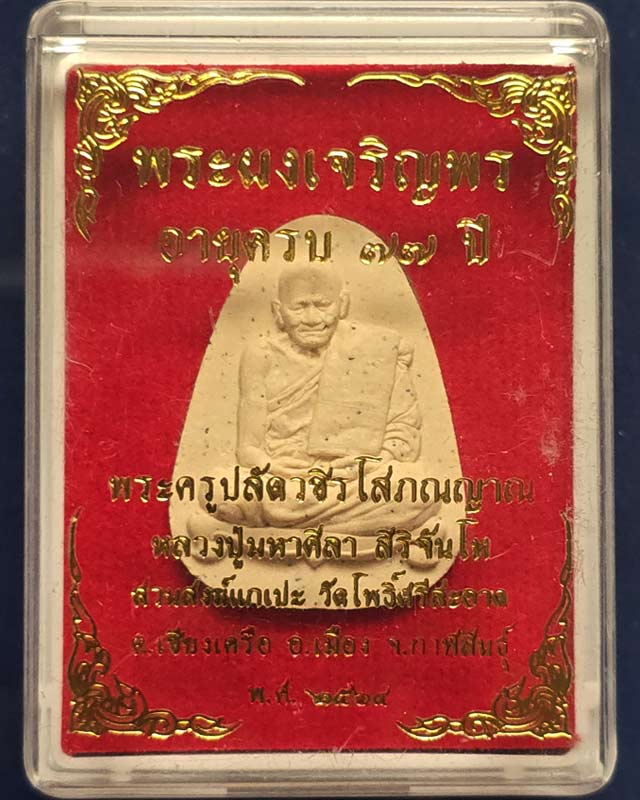 พระผงเจริญพร
อายุครบ ๗๗ ปี
พระครูปลัดวชิรโสภณญาณ
หลวงปู่มหาศีลา สิริจันโท
สวนสงฆ์แกเปะ วัดโพธิ์ศรีสะอาด
ต.เชียงเครือ อ.เมือง จ.กาฬสินธุ์
พ.ศ. ๒๕๖๔